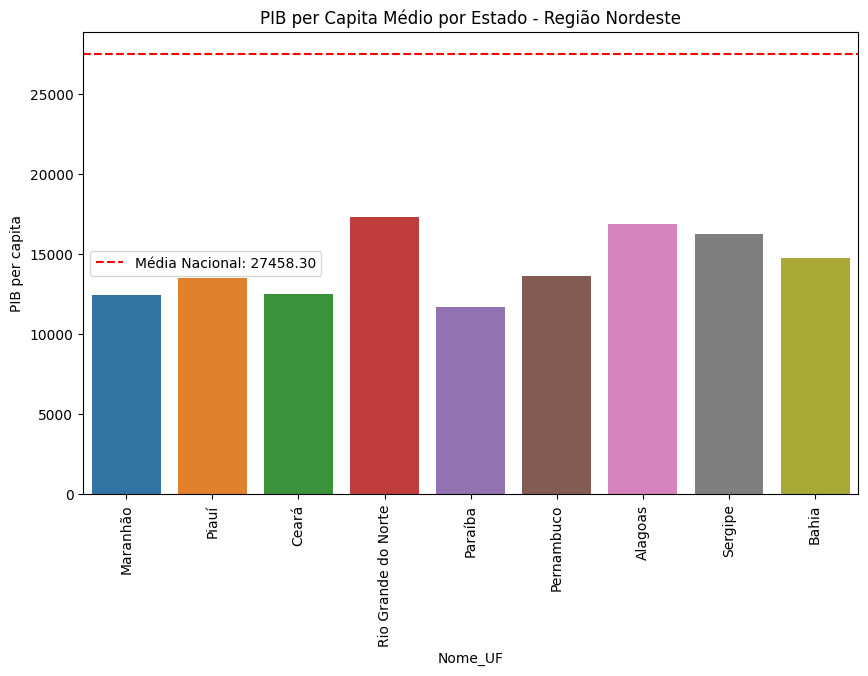 PIB per Capita Médio por Estado - Região Nordeste
PIB per capita
25000
20000
15000
10000
5000
0
Média Nacional: 27458.30
Maranhão
Piauí
Ceará
Rio Grande do Norte
Paraíba
Pernambuco
Alagoas
Sergipe
Bahia
Nome_UF